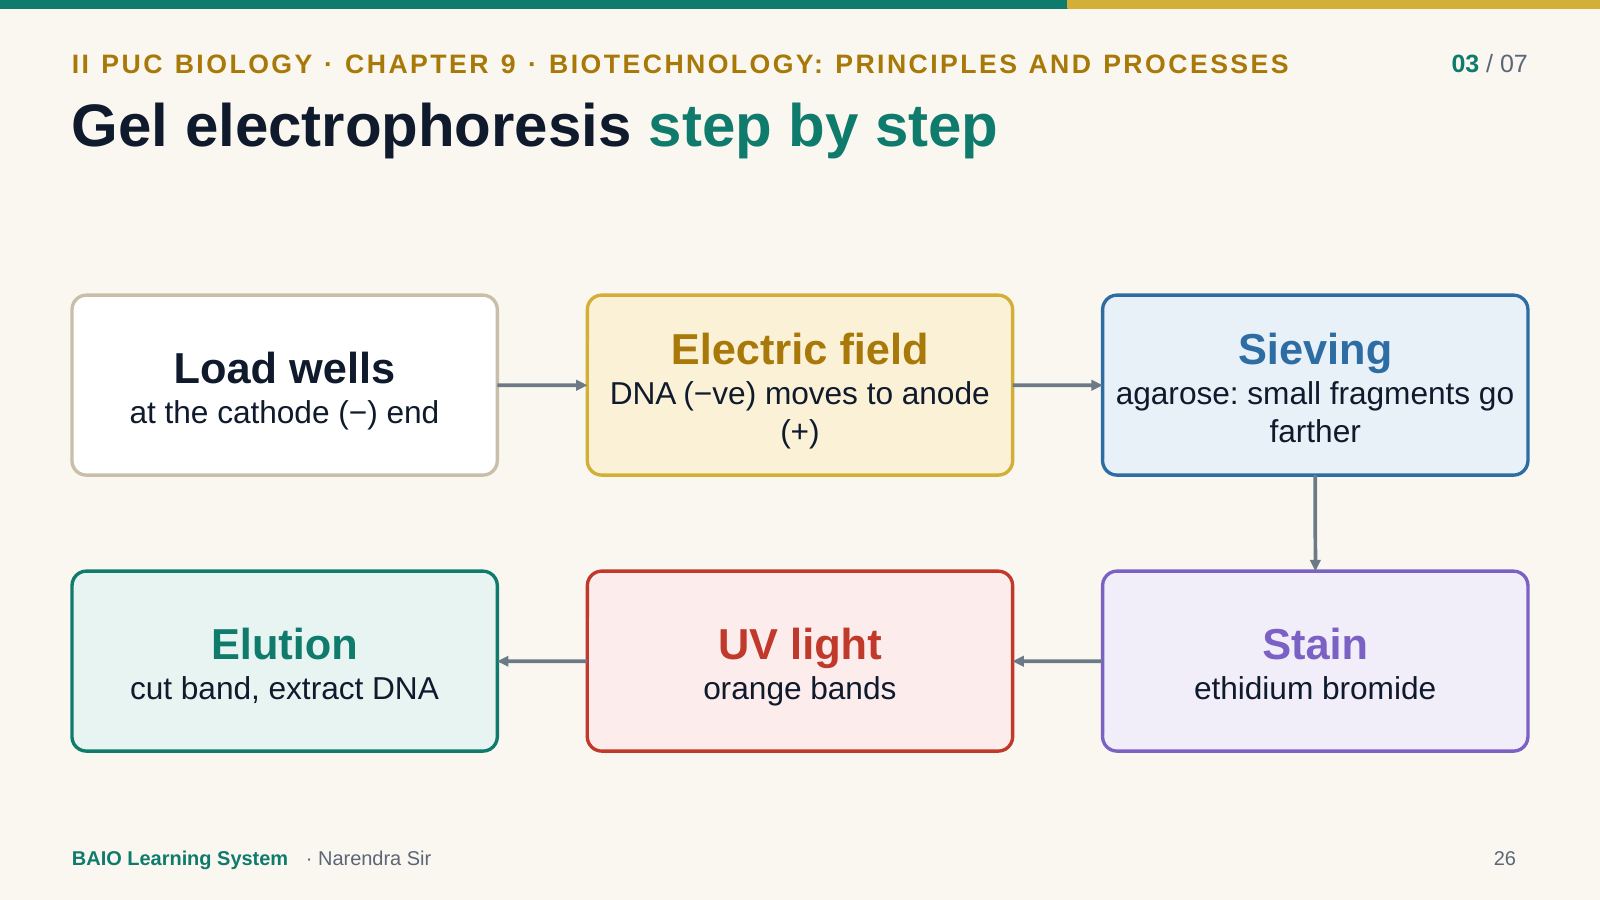 II PUC BIOLOGY · CHAPTER 9 · BIOTECHNOLOGY: PRINCIPLES AND PROCESSES
03 / 07
Gel electrophoresis step by step
Load wells
at the cathode (−) end
Electric field
DNA (−ve) moves to anode
(+)
Sieving
agarose: small fragments go
farther
Stain
ethidium bromide
UV light
orange bands
Elution
cut band, extract DNA
BAIO Learning System · Narendra Sir
26